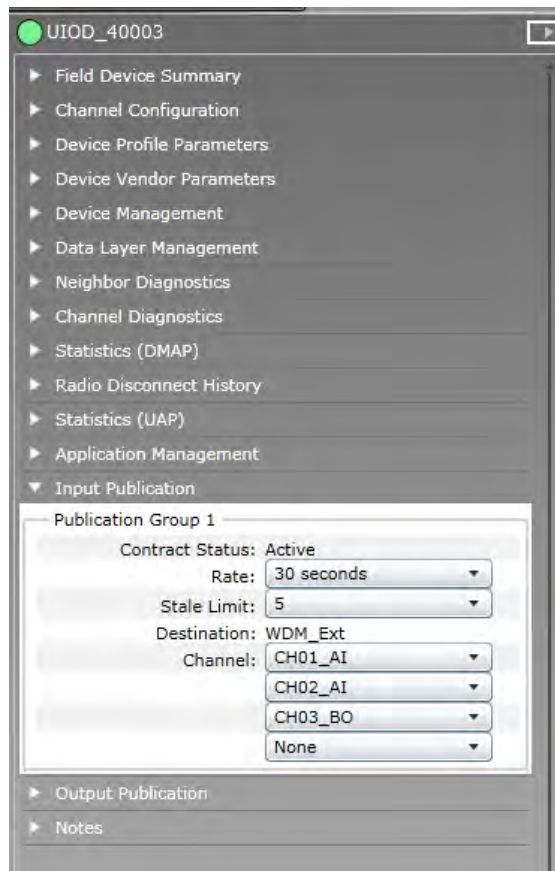 UIOD_40003
Field Device Summary
Channel Configuration
Device Profile Parameters
Device Vendor Parameters
Device Management
Data Layer Management
Neighbor Diagnostics
Channel Diagnostics
Statistics (DMAP)
Radio Disconnect History
Statistics (UAP)
Application Management
Input Publication
Publication Group 1
Contract Status: Active
Rate: 30 seconds
Stale Limit: 5
Destination: WDM_Ext
Channel: CH01_AI
CH02_AI
CH03_BO
None
Output Publication
Notes